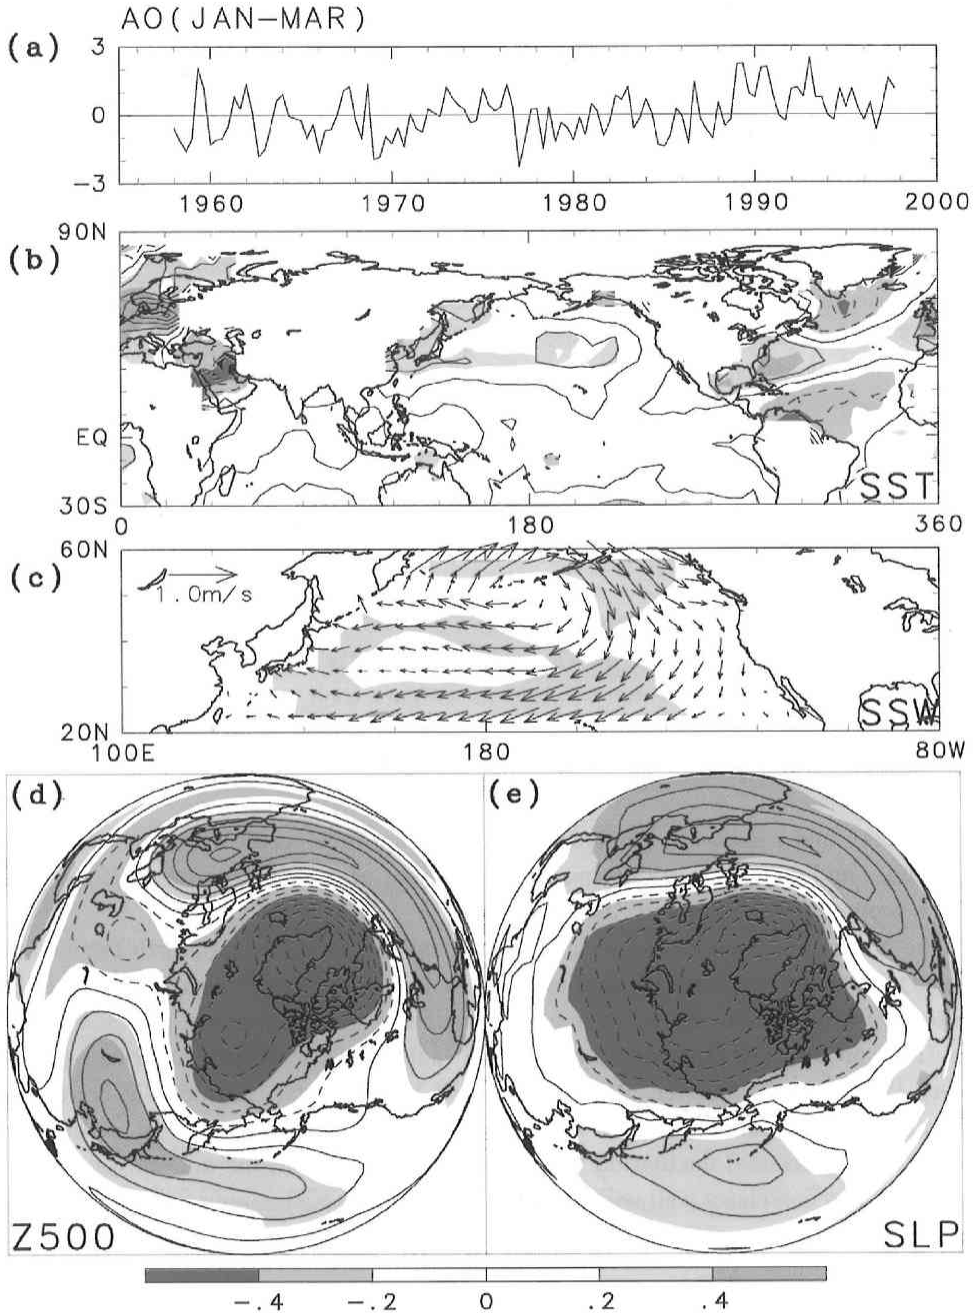 AO(JAN–MAR)
(a)
3
0
–3
1960 1970 1980 1990 2000
(b)
90N
EQ
30S
SST
0 180 360
(c)
60N
1.0m/s
20N
SSW
100E 180 80W
(d) (e)
Z500 SLP
–.4 –.2 0 .2 .4